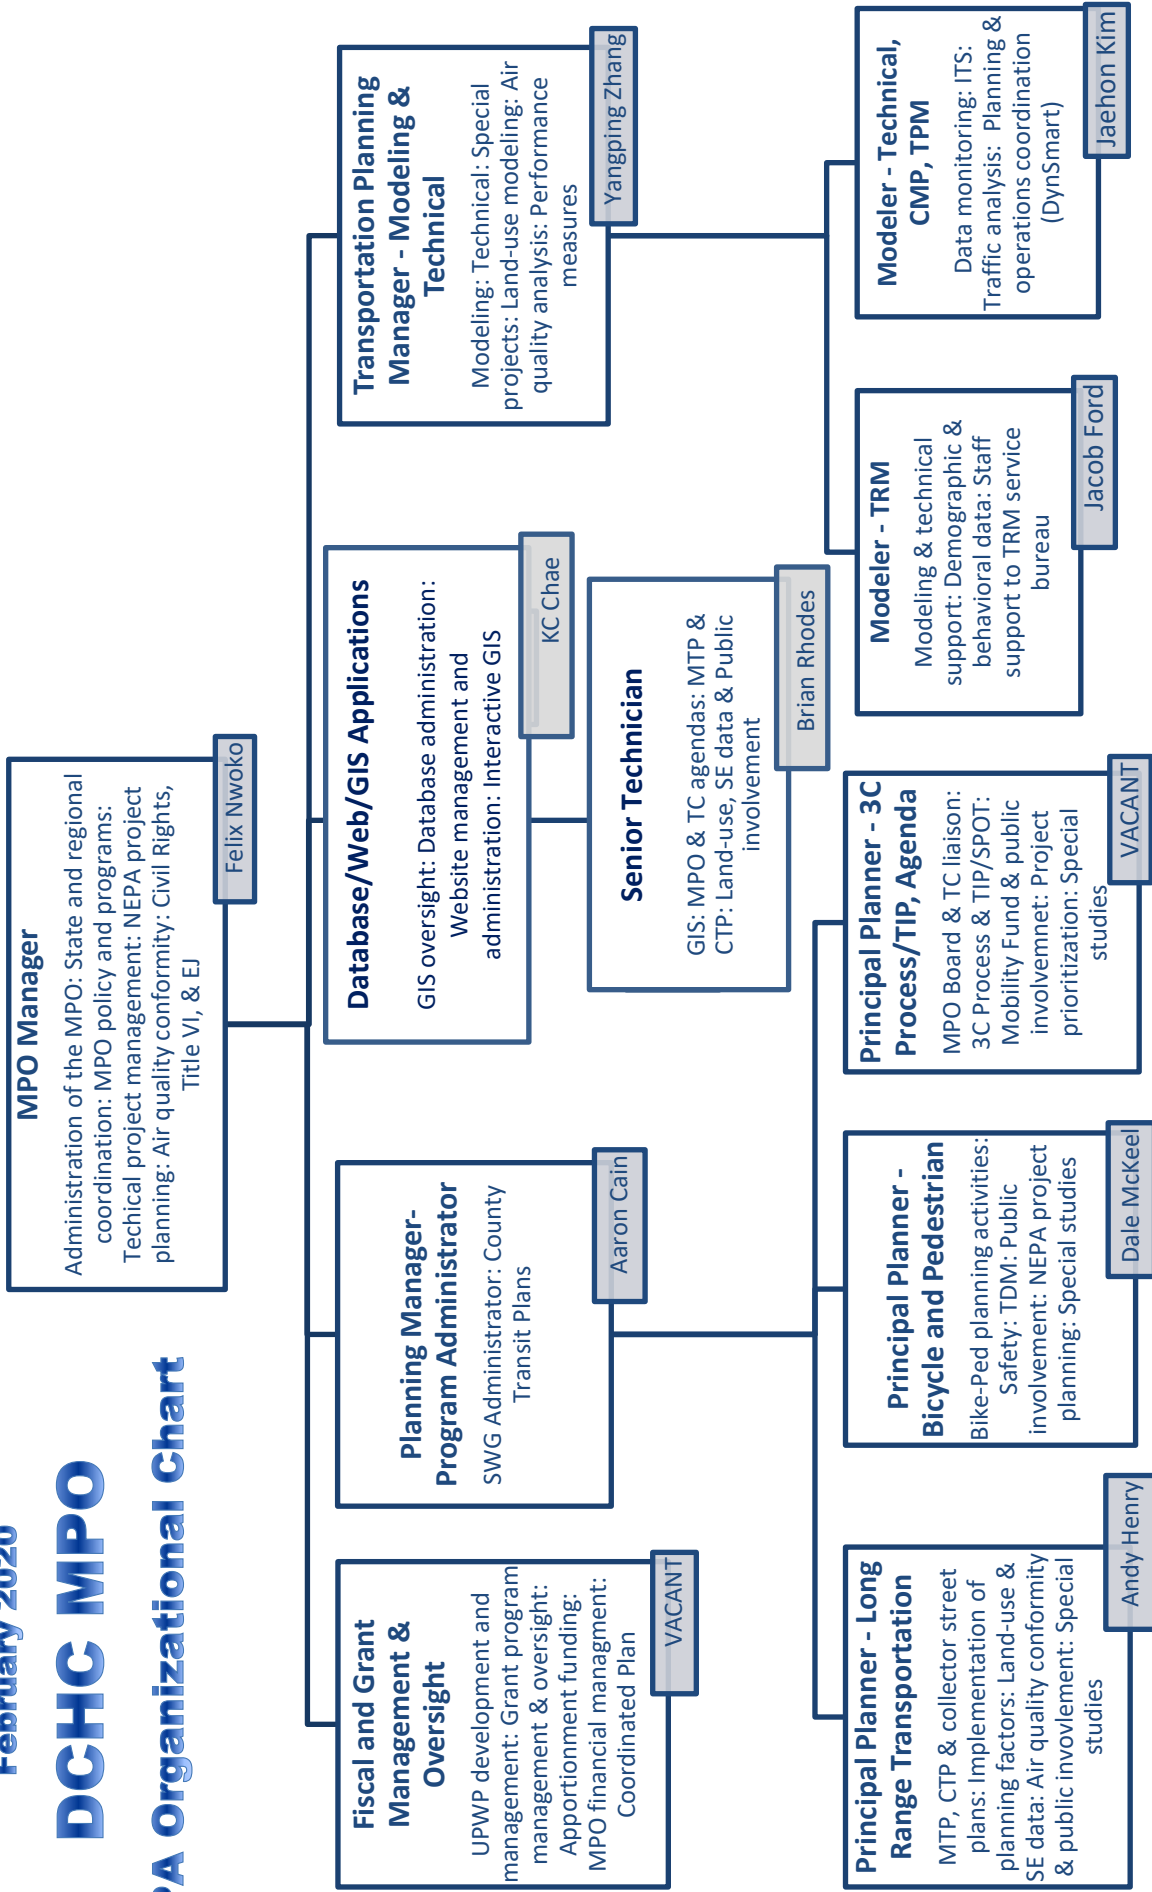 February 2020
DCHC MPO
PA organizational chart
MPO Manager
Administration of the MPO: State and regional
coordination: MPO policy and programs:
Techical project management: NEPA project
planning: Air quality conformity: Civil Rights,
Title VI, & EJ
Felix Nwoko
Fiscal and Grant
Management &
Oversight
UPWP development and
management: Grant program
management & oversight:
Apportionment funding:
MPO financial managment:
Coordinated Plan
VACANT
Planning Manager-
Program Administrator
SWG Administrator: County
Transit Plans
Aaron Cain
Database/Web/GIS Applications
GIS oversight: Database administration:
Website management and
administration: Interactive GIS
KC Chae
Transportation Planning
Manager - Modeling &
Technical
Modeling: Technical: Special
projects: Land-use modeling: Air
quality analysis: Performance
measures
Yangping Zhang
Senior Technician
GIS: MPO & TC agendas: MTP &
CTP: Land-use, SE data & Public
involvement
Brian Rhodes
Principal Planner - Long
Range Transportation
MTP, CTP & collector street
plans: Implementation of
planning factors: Land-use &
SE data: Air quality conformity
& public invovlement: Special
studies
Andy Henry
Principal Planner -
Bicycle and Pedestrian
Bike-Ped planning activities:
Safety: TDM: Public
involvement: NEPA project
planning: Special studies
Dale McKeel
Principal Planner - 3C
Process/TIP, Agenda
MPO Board & TC liaison:
3C Process & TIP/SPOT:
Mobility Fund & public
involvemnet: Project
prioritization: Special
studies
VACANT
Modeler - TRM
Modeling & technical
support: Demographic &
behavioral data: Staff
support to TRM service
bureau
Jacob Ford
Modeler - Technical,
CMP, TPM
Data monitoring: ITS:
Traffic analysis: Planning &
operations coordination
(DynSmart)
Jaehon Kim